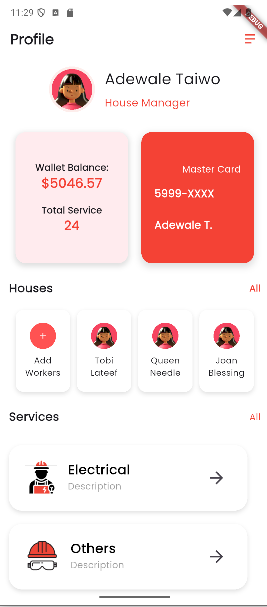 11:29
DEBUG
Profile
Adewale Taiwo
House Manager
Wallet Balance:
$5046.57
Total Service
24
Master Card
5999-XXXX
Adewale T.
Houses
All
Add
Workers
Tobi
Lateef
Queen
Needle
Joan
Blessing
Services
All
Electrical
Description
Others
Description